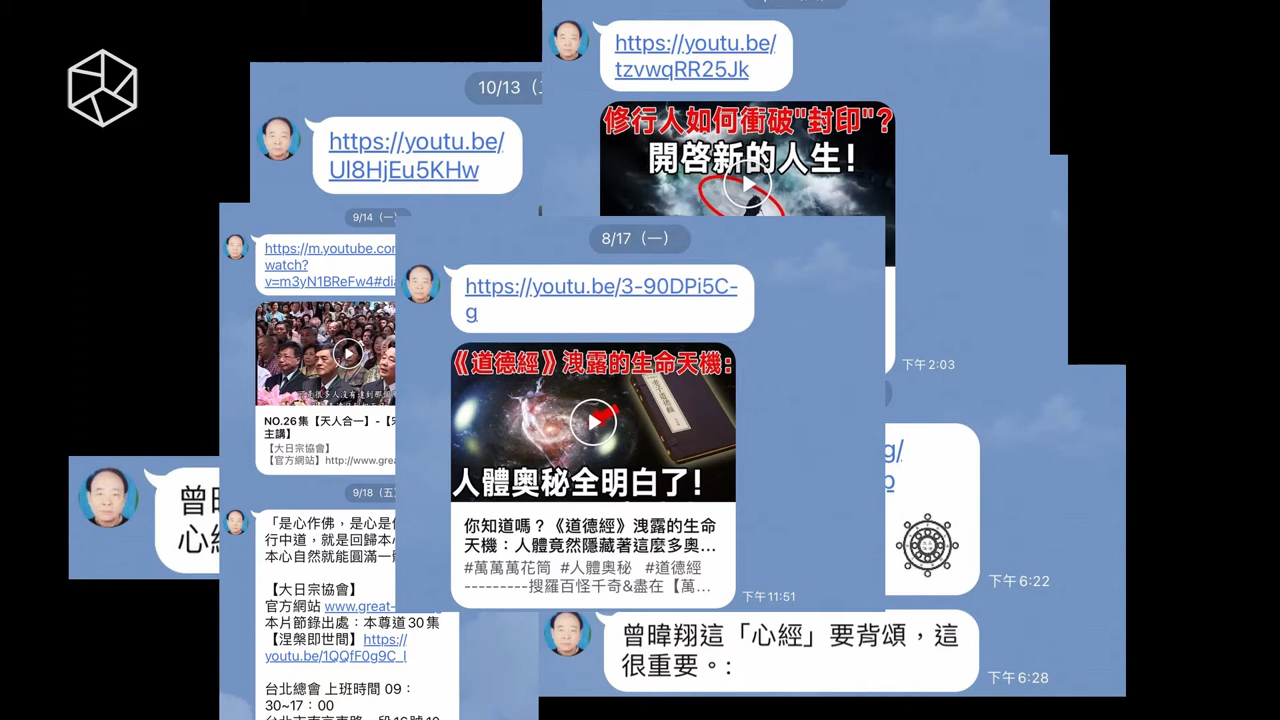 https://youtu.be/
tzvwqRR25Jk
修行人如何衝破"封印"?
開啓新的人生!
下午2:03
10/13
https://youtu.be/
Ul8HjEu5KHw
9/14 (一)
https://m.youtube.com
watch?
v=m3yN1BReFw4#dia
NO.26集【天人合一】-【
主講】
【大日宗協會】
【官方網站】http://www.grea
8/17（一）
https://youtu.be/3-90DPi5C-
g
《道德經》洩露的生命天機:
老子道德經
人體奧秘全明白了!
你知道嗎？《道德經》洩露的生命
天機：人體竟然隱藏著這麼多奧...
#萬萬萬花筒 #人體奧秘 #道德經
---------搜羅百怪千奇&盡在【萬...
下午11:51
g/
下午6:22
曾
心經
9/18 (五)
「是心作佛，是心是
行中道，就是回歸本
本心自然就能圓滿一
【大日宗協會】
官方網站 www.great-
本片節錄出處：本尊道30集
【涅槃即世間】https://
youtu.be/1QQfF0g9C_I
台北總會 上班時間 09：
30~17：00
曾暐翔這「心經」要背頌，這
很重要。:
下午6:28